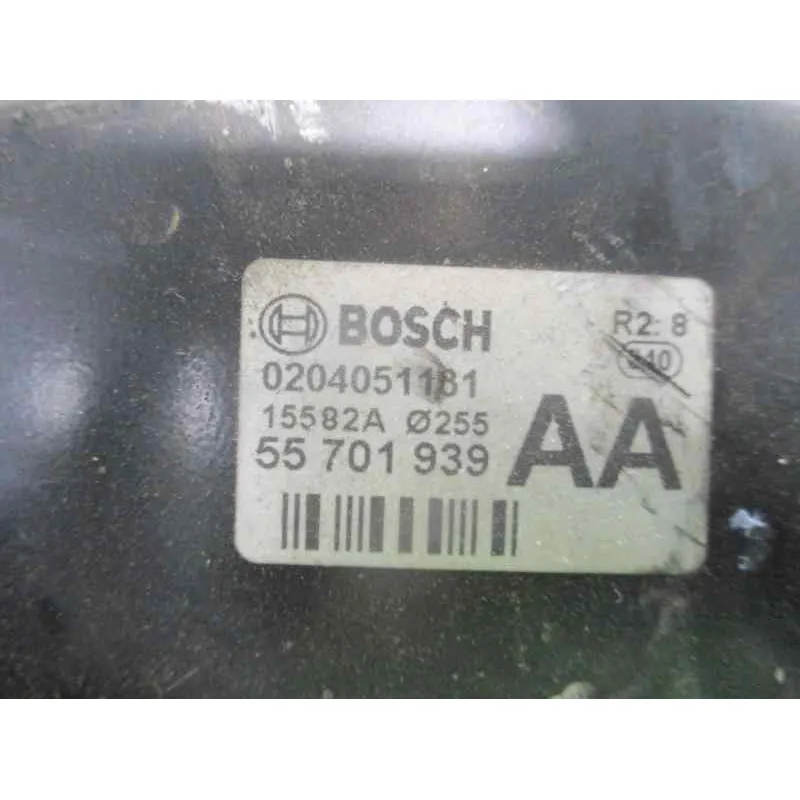 BOSCH
R2: 8
0204051181
15582A Ø255
55 701 939
AA